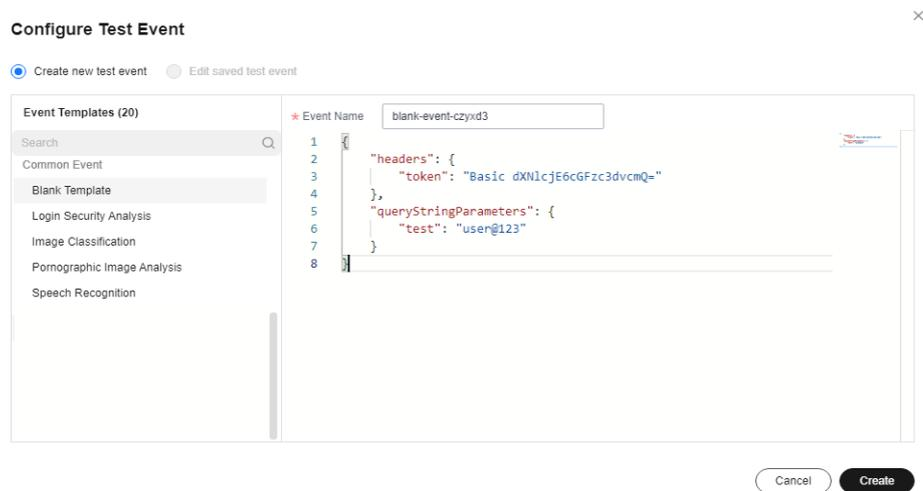 Configure Test Event
Create new test event Edit saved test event
Event Templates (20)
Search
Common Event
Blank Template
Login Security Analysis
Image Classification
Pornographic Image Analysis
Speech Recognition
* Event Name blank-event-czyxd3
1 {
2 "headers": {
3 "token": "Basic dXNlcjE6cGFzc3dvcmQ="
4 },
5 "queryStringParameters": {
6 "test": "user@123"
7 }
8 }
Cancel Create